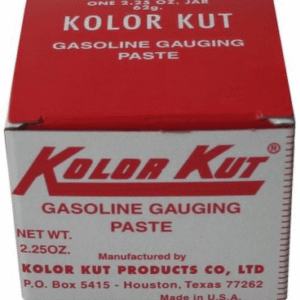 ONE 2.25 OZ. JAR
62g.
KOLOR KUT
GASOLINE GAUGING
PASTE
KOLOR KUT®
GASOLINE GAUGING
PASTE
NET WT.
2.25OZ.
Manufactured by
KOLOR KUT PRODUCTS CO, LTD
P.O. Box 5415 - Houston, Texas 77262
Made in U.S.A.